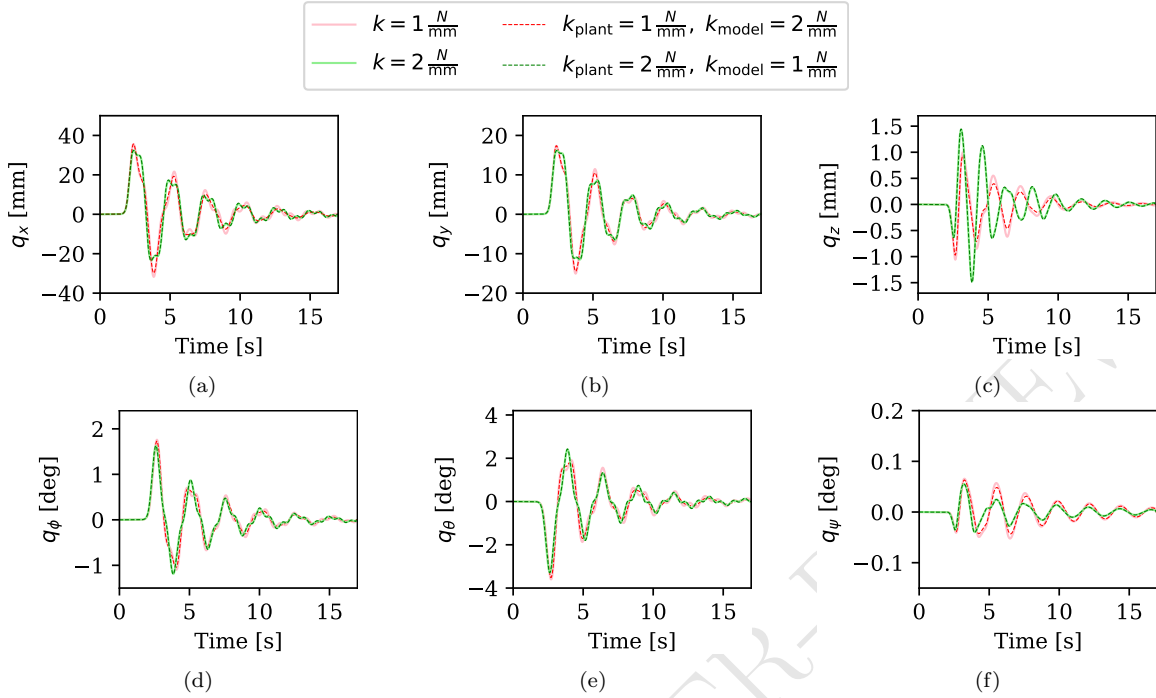 k = 1 N/mm    k_plant = 1 N/mm, k_model = 2 N/mm
k = 2 N/mm    k_plant = 2 N/mm, k_model = 1 N/mm
40
20
0
−20
−40
q_x [mm]
0 5 10 15
Time [s]
(a)
20
10
0
−10
−20
q_y [mm]
0 5 10 15
Time [s]
(b)
1.5
1.0
0.5
0.0
−0.5
−1.0
−1.5
q_z [mm]
0 5 10 15
Time [s]
(c)
2
1
0
−1
q_ϕ [deg]
0 5 10 15
Time [s]
(d)
4
2
0
−2
−4
q_θ [deg]
0 5 10 15
Time [s]
(e)
0.2
0.1
0.0
−0.1
q_ψ [deg]
0 5 10 15
Time [s]
(f)